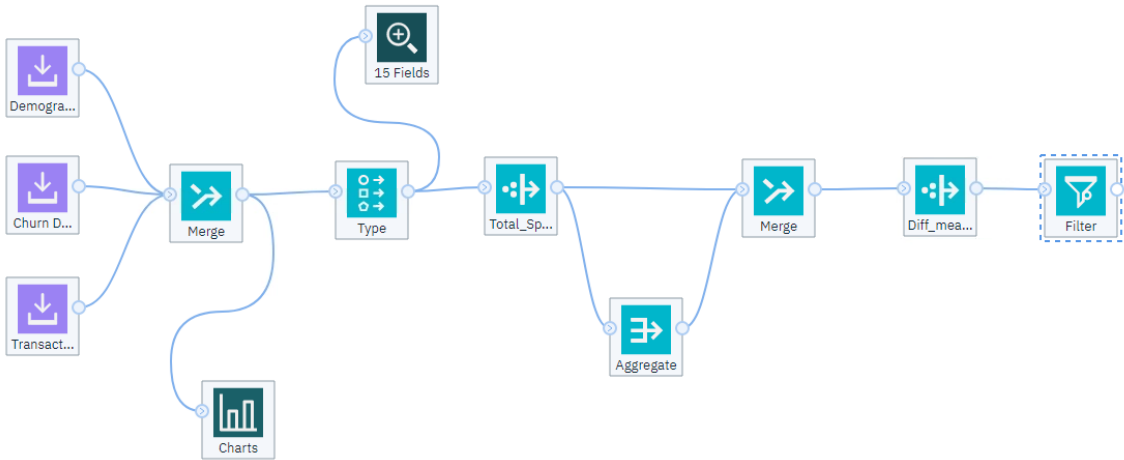 15 Fields
Demogra...
Churn D...
Transact...
Merge
Type
Total_Sp...
Merge
Diff_mea...
Filter
Aggregate
Charts